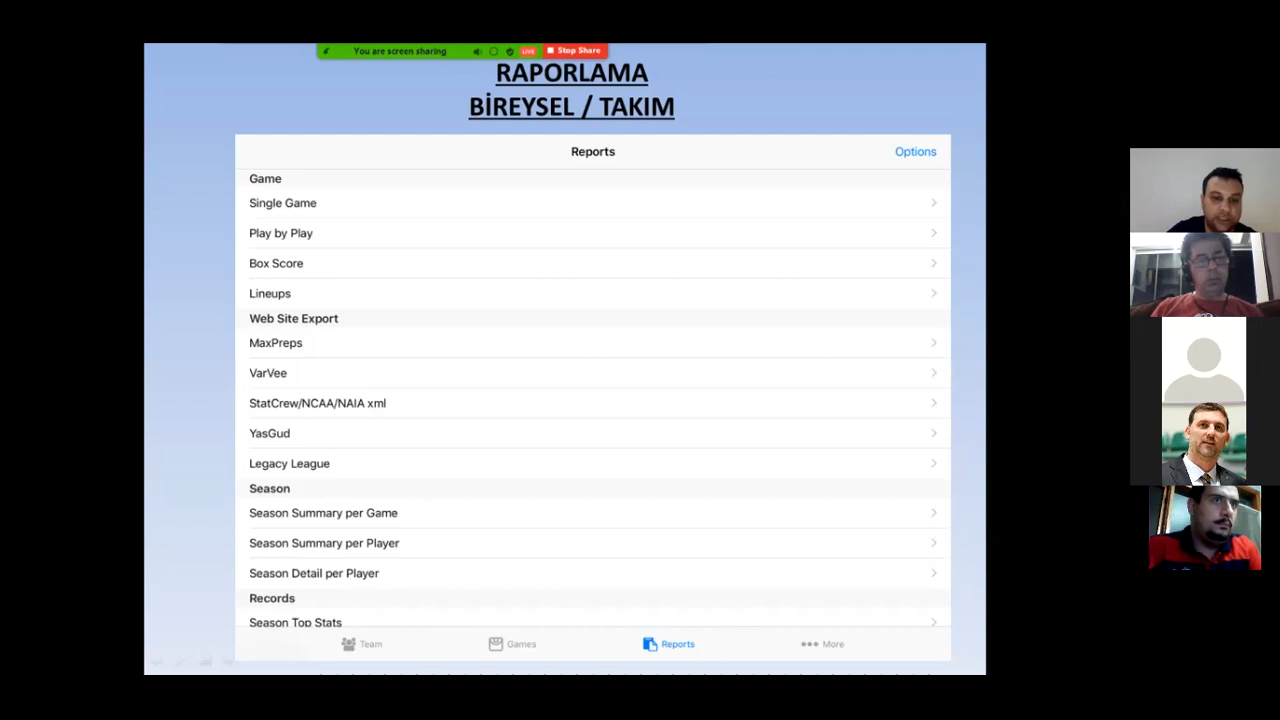 You are screen sharing
LIVE
Stop Share
RAPORLAMA
BİREYSEL / TAKIM
Reports
Options
Game
Single Game
Play by Play
Box Score
Lineups
Web Site Export
MaxPreps
VarVee
StatCrew/NCAA/NAIA xml
YasGud
Legacy League
Season
Season Summary per Game
Season Summary per Player
Season Detail per Player
Records
Season Top Stats
Team
Games
Reports
More